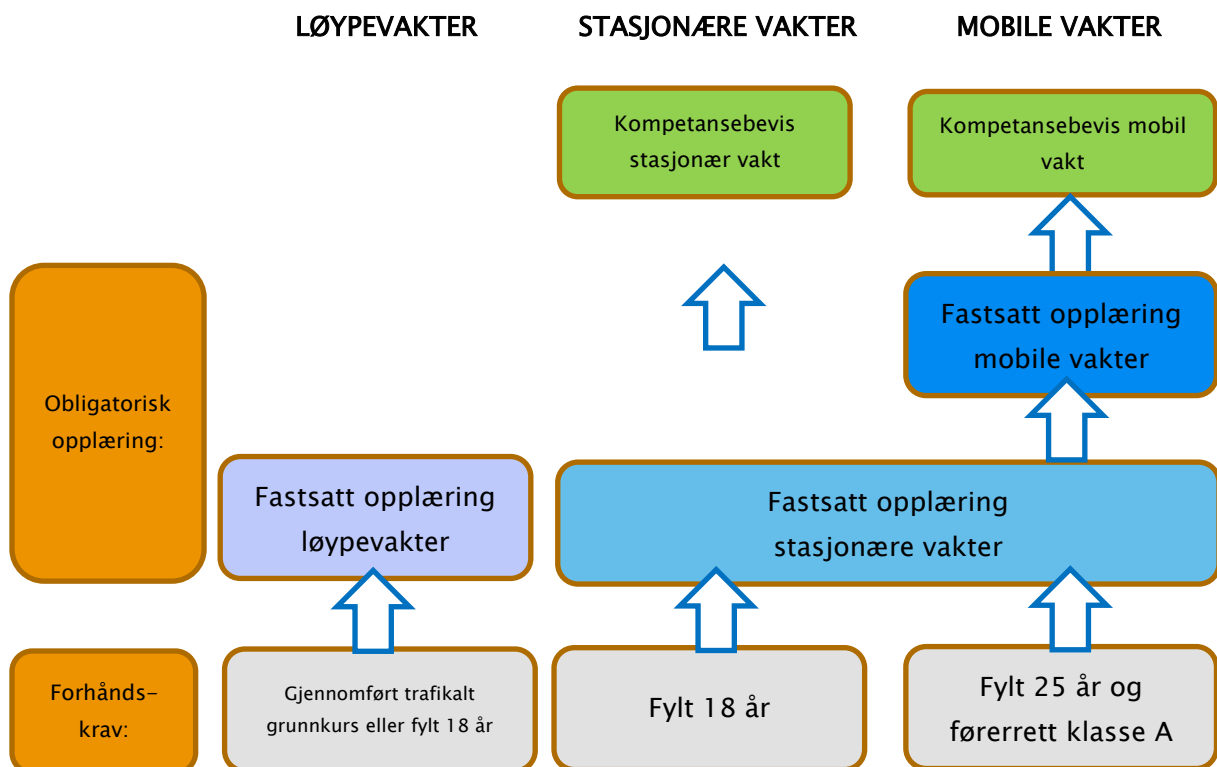 LØYPEVAKTER
STASJONÆRE VAKTER
MOBILE VAKTER
Kompetansebevis
stasjonær vakt
Kompetansebevis mobil
vakt
Obligatorisk
opplæring:
Fastsatt opplæring
mobile vakter
Fastsatt opplæring
løypevakter
Fastsatt opplæring
stasjonære vakter
Forhånds-
krav:
Gjennomført trafikalt
grunnkurs eller fylt 18 år
Fylt 18 år
Fylt 25 år og
førerrett klasse A